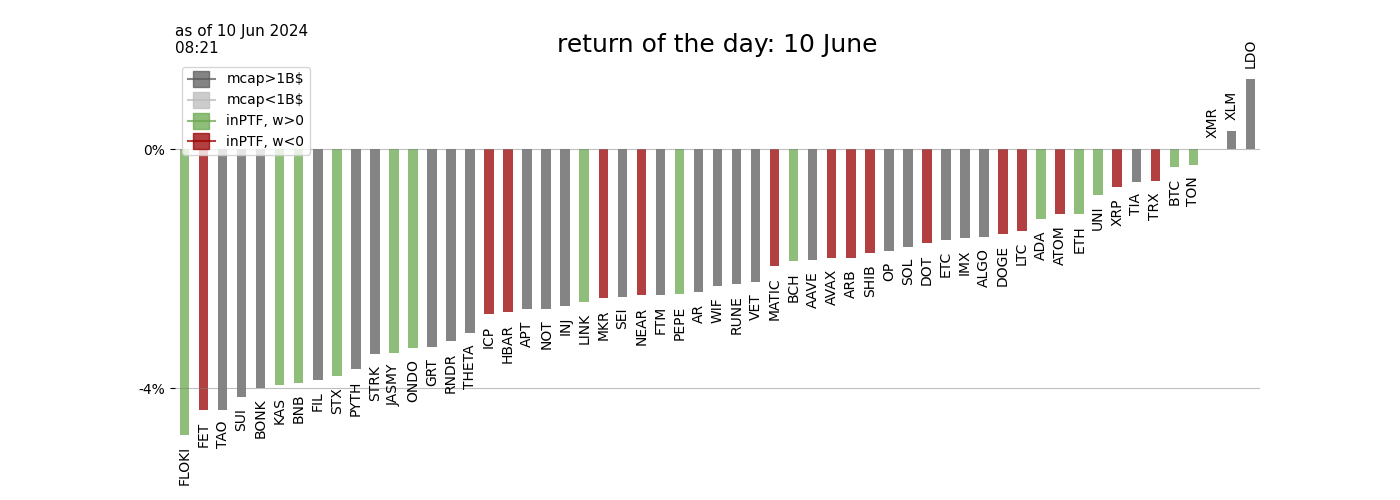 as of 10 Jun 2024
08:21
return of the day: 10 June
mcap>1B$
mcap<1B$
inPTF, w>0
inPTF, w<0
0%
-4%
FLOKI
FET
TAO
SUI
BONK
KAS
BNB
FIL
STX
PYTH
STRK
JASMY
ONDO
GRT
RNDR
THETA
ICP
HBAR
APT
NOT
INJ
LINK
MKR
SEI
NEAR
FTM
PEPE
AR
WIF
RUNE
VET
MATIC
BCH
AAVE
AVAX
ARB
SHIB
OP
SOL
DOT
ETC
IMX
ALGO
DOGE
LTC
ADA
ATOM
ETH
UNI
XRP
TIA
TRX
BTC
TON
XMR
XLM
LDO